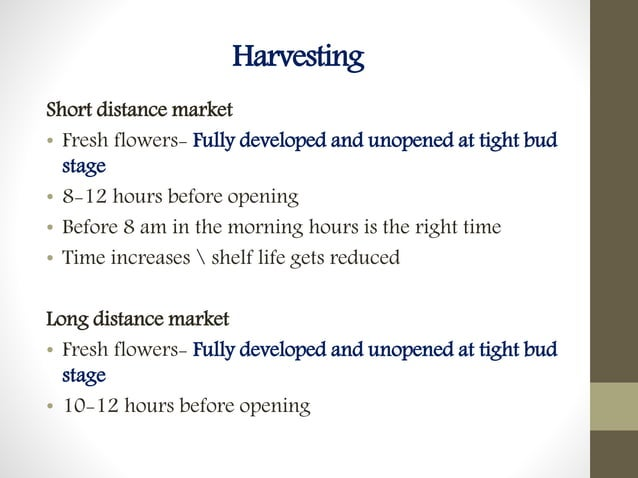 Harvesting
Short distance market
• Fresh flowers- Fully developed and unopened at tight bud
stage
• 8-12 hours before opening
• Before 8 am in the morning hours is the right time
• Time increases \ shelf life gets reduced
Long distance market
• Fresh flowers- Fully developed and unopened at tight bud
stage
• 10-12 hours before opening